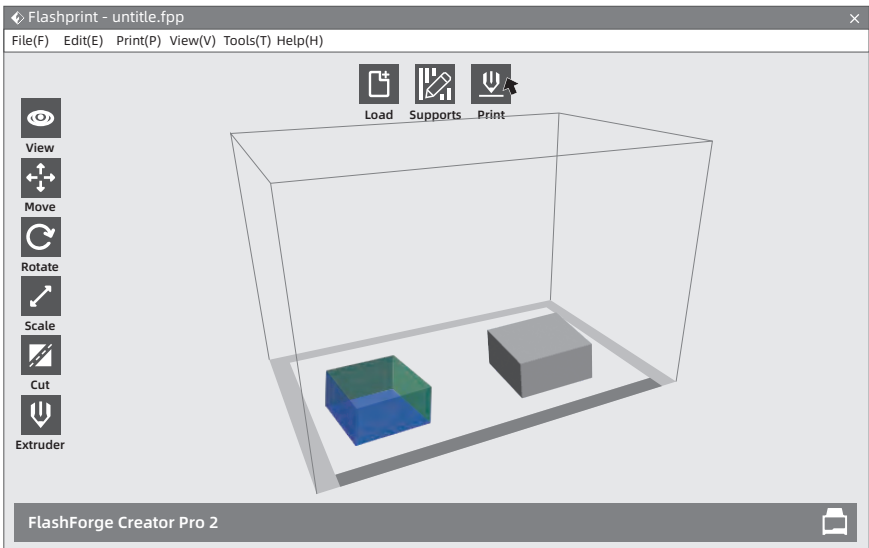 Flashprint - untitle.fpp
File(F) Edit(E) Print(P) View(V) Tools(T) Help(H)
Load Supports Print
View
Move
Rotate
Scale
Cut
Extruder
FlashForge Creator Pro 2